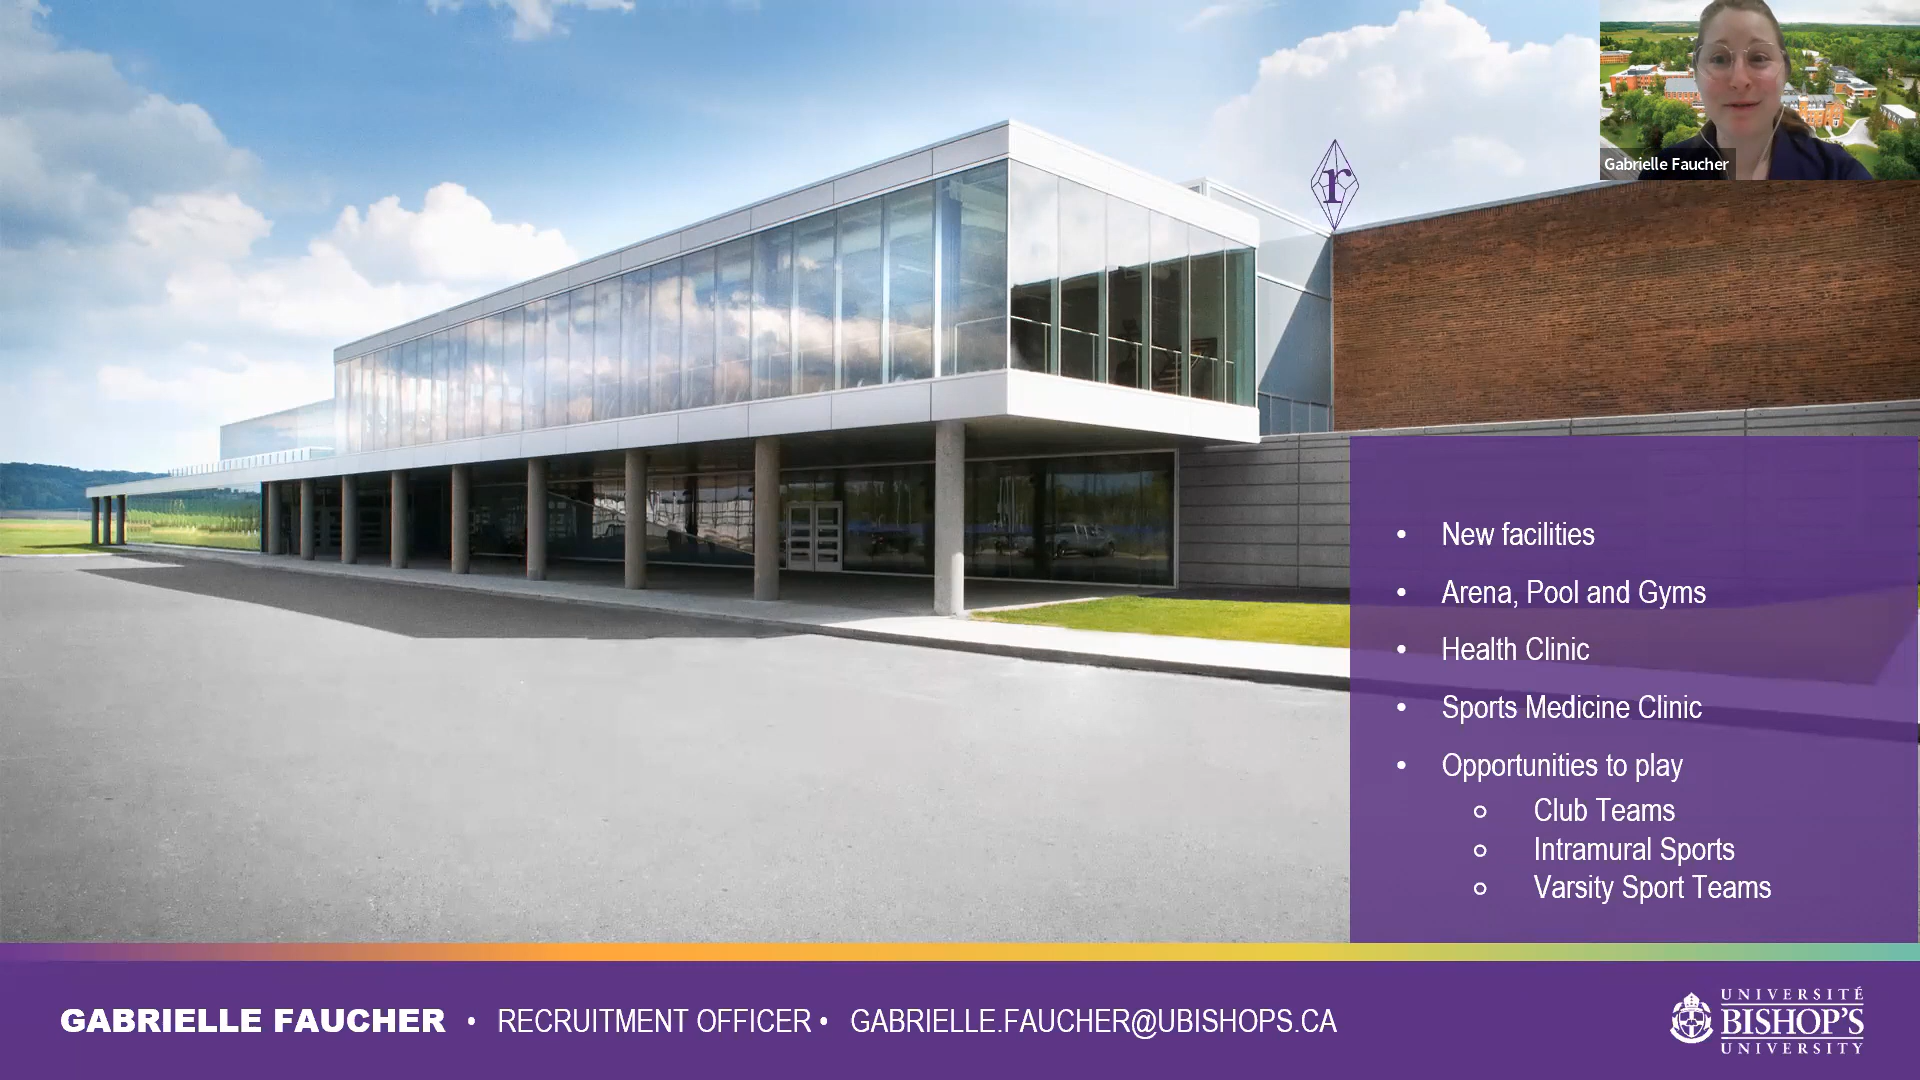 Gabrielle Faucher
r
• New facilities
• Arena, Pool and Gyms
• Health Clinic
• Sports Medicine Clinic
• Opportunities to play
○ Club Teams
○ Intramural Sports
○ Varsity Sport Teams
GABRIELLE FAUCHER • RECRUITMENT OFFICER • GABRIELLE.FAUCHER@UBISHOPS.CA
UNIVERSITÉ
BISHOP'S
UNIVERSITY